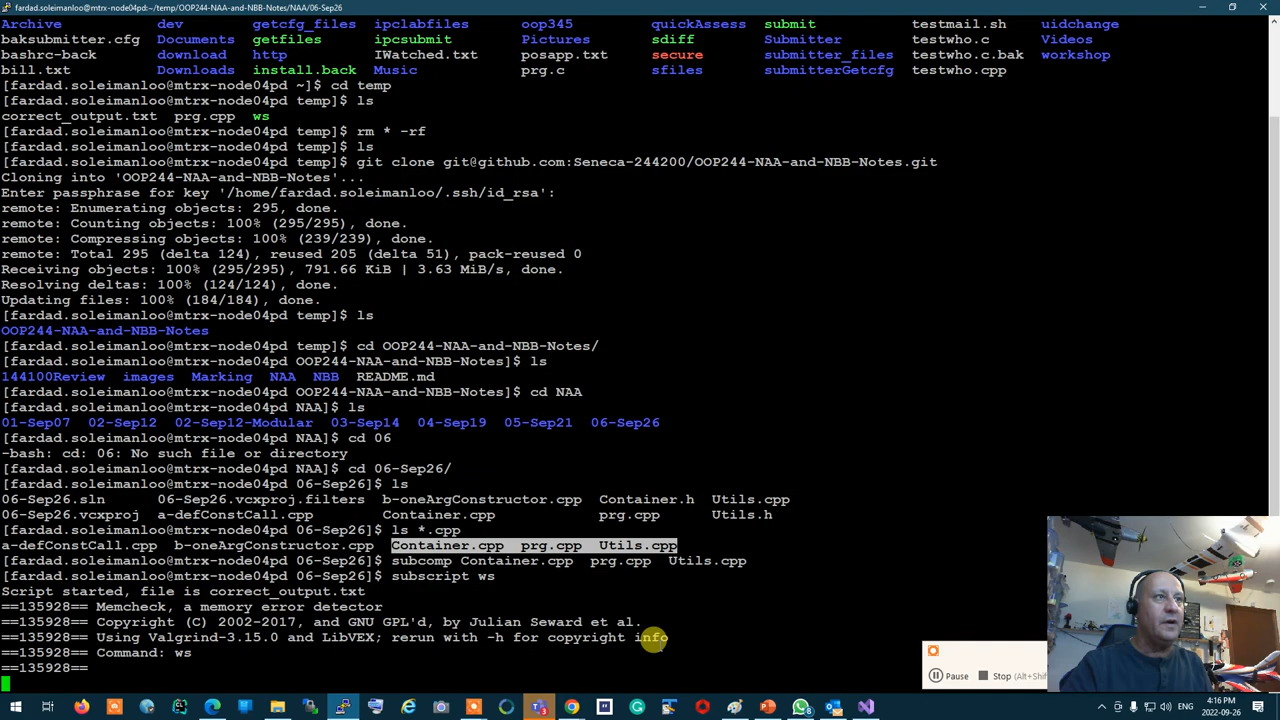 fardad.soleimanloo@mtrx-node04pd:~/temp/OOP244-NAA-and-NBB-Notes/NAA/06-Sep26
Archive dev getcfg_files ipclabfiles oop345 quickAssess submit testmail.sh uidchange
baksubmitter.cfg Documents getfiles ipcsubmit Pictures sdiff Submitter testwho.c Videos
bashrc-back download http IWatched.txt posapp.txt secure submitter_files testwho.c.bak workshop
bill.txt Downloads install.back Music prg.c sfiles submitterGetcfg testwho.cpp
[fardad.soleimanloo@mtrx-node04pd ~]$ cd temp
[fardad.soleimanloo@mtrx-node04pd temp]$ ls
correct_output.txt prg.cpp ws
[fardad.soleimanloo@mtrx-node04pd temp]$ rm * -rf
[fardad.soleimanloo@mtrx-node04pd temp]$ ls
[fardad.soleimanloo@mtrx-node04pd temp]$ git clone git@github.com:Seneca-244200/OOP244-NAA-and-NBB-Notes.git
Cloning into 'OOP244-NAA-and-NBB-Notes'...
Enter passphrase for key '/home/fardad.soleimanloo/.ssh/id_rsa':
remote: Enumerating objects: 295, done.
remote: Counting objects: 100% (295/295), done.
remote: Compressing objects: 100% (239/239), done.
remote: Total 295 (delta 124), reused 205 (delta 51), pack-reused 0
Receiving objects: 100% (295/295), 791.66 KiB | 3.63 MiB/s, done.
Resolving deltas: 100% (124/124), done.
Updating files: 100% (184/184), done.
[fardad.soleimanloo@mtrx-node04pd temp]$ ls
OOP244-NAA-and-NBB-Notes
[fardad.soleimanloo@mtrx-node04pd temp]$ cd OOP244-NAA-and-NBB-Notes/
[fardad.soleimanloo@mtrx-node04pd OOP244-NAA-and-NBB-Notes]$ ls
144100Review images Marking NAA NBB README.md
[fardad.soleimanloo@mtrx-node04pd OOP244-NAA-and-NBB-Notes]$ cd NAA
[fardad.soleimanloo@mtrx-node04pd NAA]$ ls
01-Sep07 02-Sep12 02-Sep12-Modular 03-Sep14 04-Sep19 05-Sep21 06-Sep26
[fardad.soleimanloo@mtrx-node04pd NAA]$ cd 06
-bash: cd: 06: No such file or directory
[fardad.soleimanloo@mtrx-node04pd NAA]$ cd 06-Sep26/
[fardad.soleimanloo@mtrx-node04pd 06-Sep26]$ ls
06-Sep26.sln 06-Sep26.vcxproj.filters b-oneArgConstructor.cpp Container.h Utils.cpp
06-Sep26.vcxproj a-defConstCall.cpp Container.cpp prg.cpp Utils.h
[fardad.soleimanloo@mtrx-node04pd 06-Sep26]$ ls *.cpp
a-defConstCall.cpp b-oneArgConstructor.cpp Container.cpp prg.cpp Utils.cpp
[fardad.soleimanloo@mtrx-node04pd 06-Sep26]$ subcomp Container.cpp prg.cpp Utils.cpp
[fardad.soleimanloo@mtrx-node04pd 06-Sep26]$ subscript ws
Script started, file is correct_output.txt
==135928== Memcheck, a memory error detector
==135928== Copyright (C) 2002-2017, and GNU GPL'd, by Julian Seward et al.
==135928== Using Valgrind-3.15.0 and LibVEX; rerun with -h for copyright info
==135928== Command: ws
==135928==
Pause Stop (Alt+Shif
4:16 PM
2022-09-26